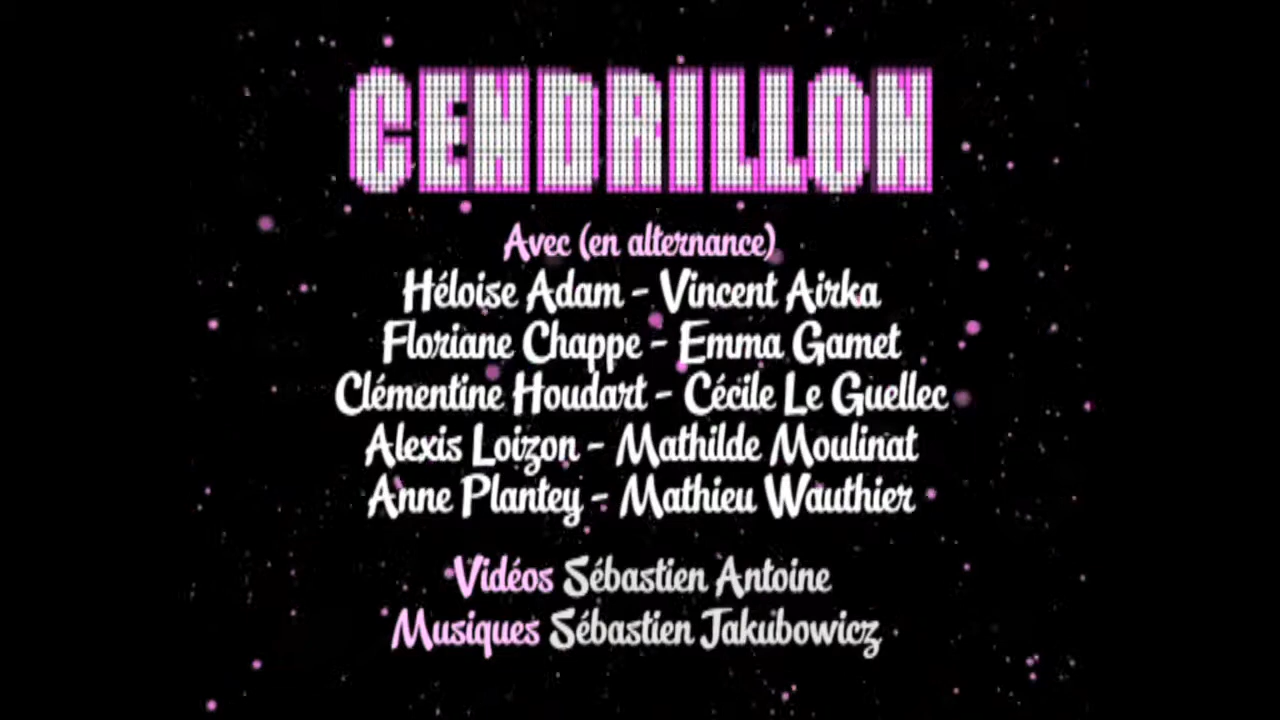 CENDRILLON
Avec (en alternance)
Héloise Adam - Vincent Airka
Floriane Chappe - Emma Gamet
Clémentine Houdart - Cécile Le Guellec
Alexis Loizon - Mathilde Moulinat
Anne Plantey - Mathieu Wauthier
Vidéos Sébastien Antoine
Musiques Sébastien Jakubowicz